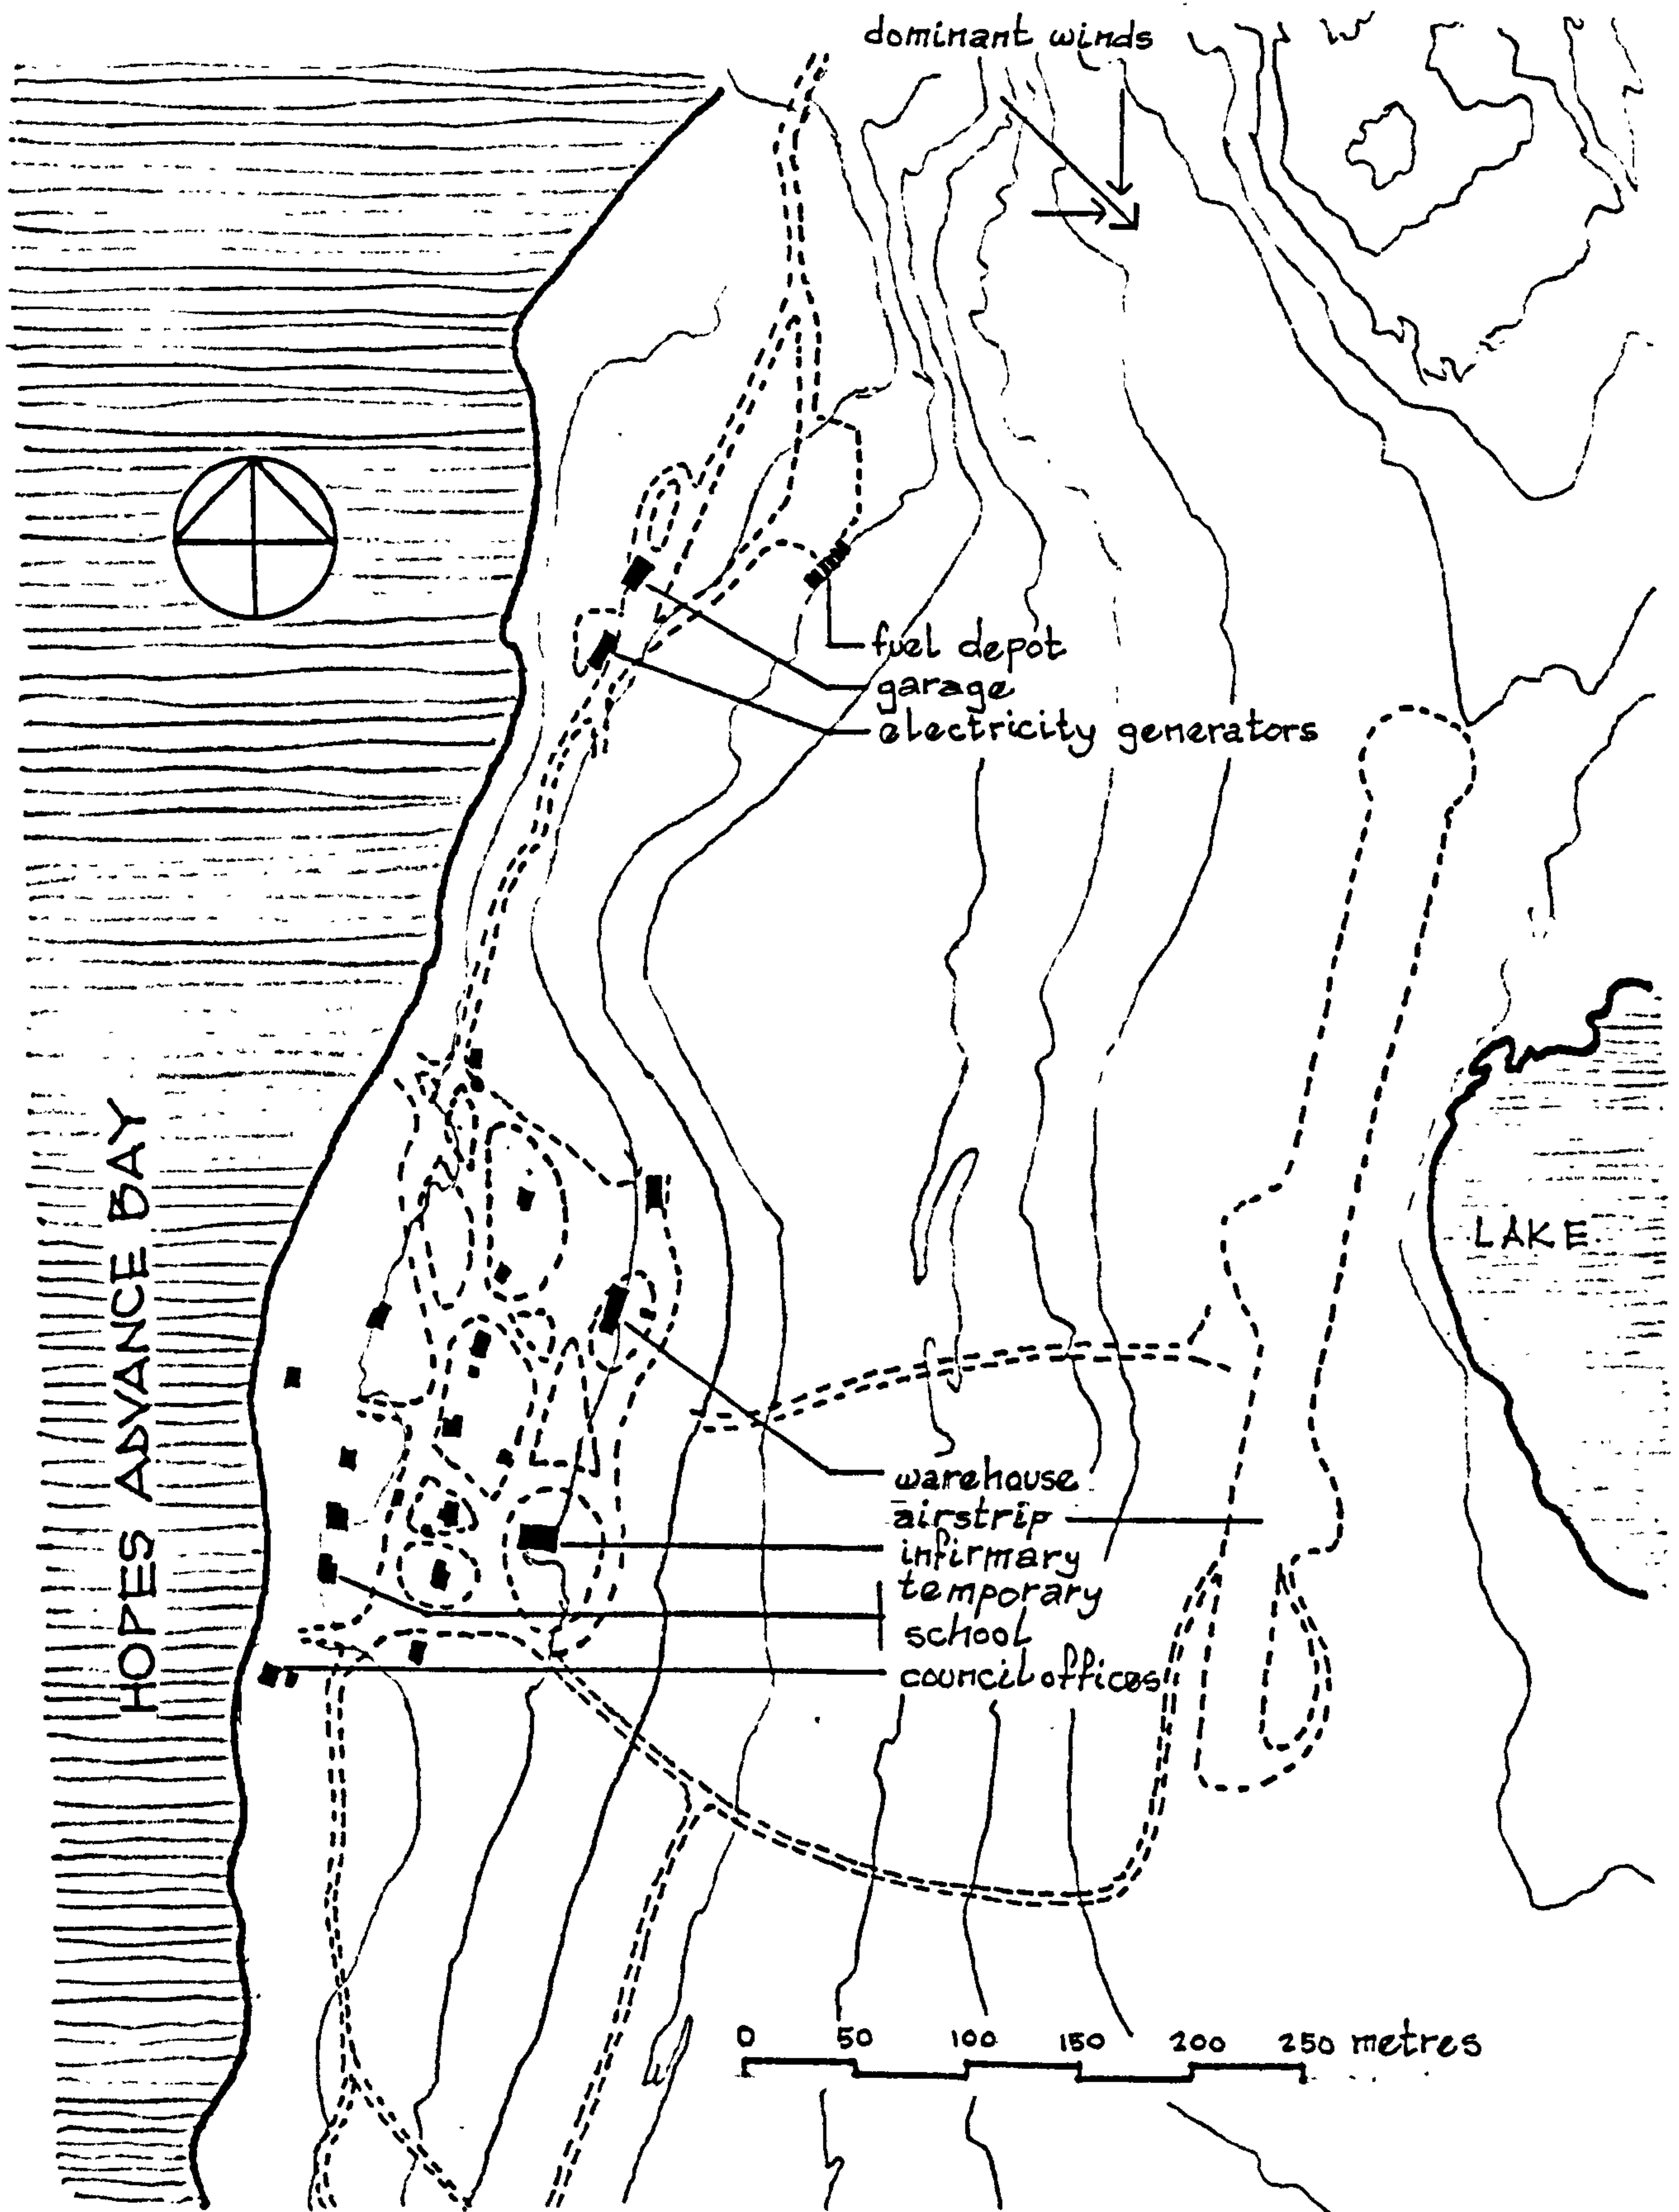 dominant winds
fuel depot
garage
electricity generators
HOPES ADVANCE BAY
LAKE
warehouse
airstrip
infirmary
temporary
school
council offices
0 50 100 150 200 250 metres